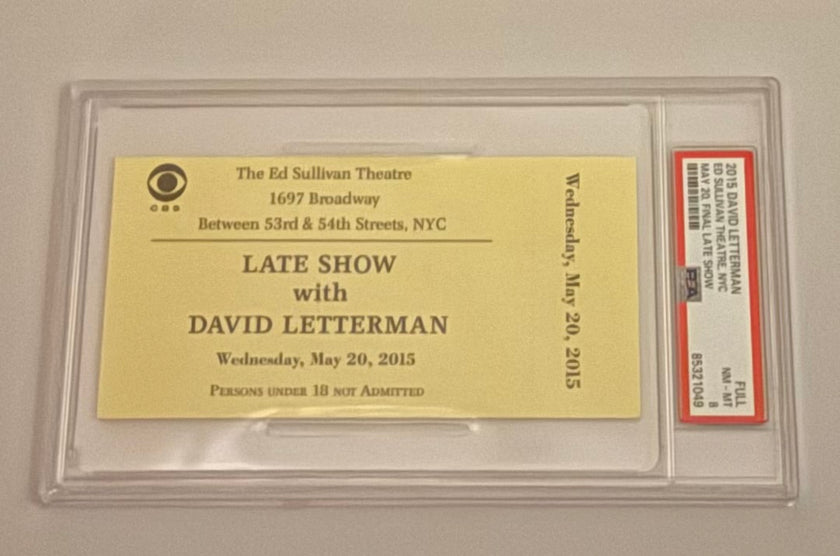 CBS
The Ed Sullivan Theatre
1697 Broadway
Between 53rd & 54th Streets, NYC
LATE SHOW
with
DAVID LETTERMAN
Wednesday, May 20, 2015
PERSONS UNDER 18 NOT ADMITTED
Wednesday, May 20, 2015
2015 DAVID LETTERMAN
ED SULLIVAN THEATRE, NYC
MAY 20, FINAL LATE SHOW
FULL
NM - MT
8
85321049
PSA